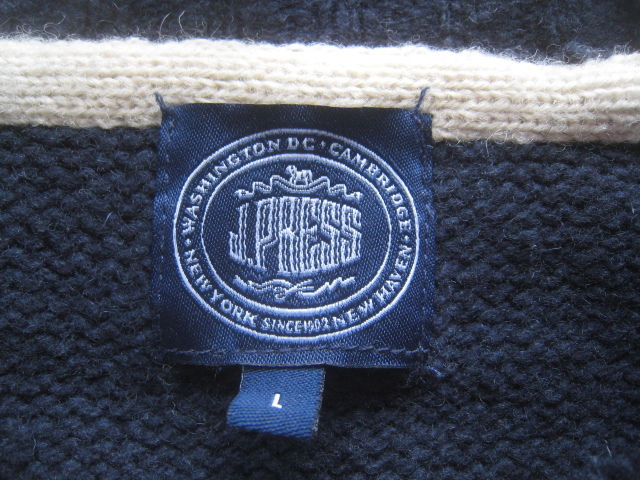 WASHINGTON DC · CAMBRIDGE ·
J.PRESS
· NEW YORK SINCE 1902 NEW HAVEN ·
L